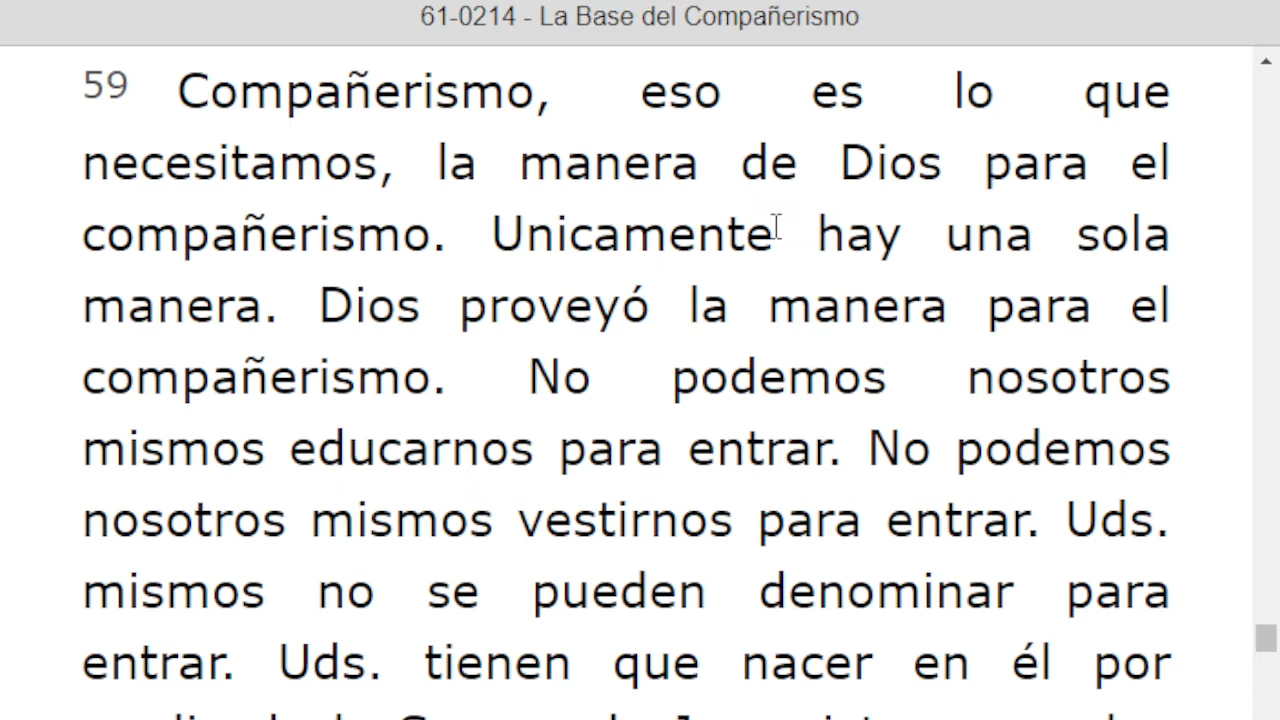 61-0214 - La Base del Compañerismo
59 Compañerismo, eso es lo que
necesitamos, la manera de Dios para el
compañerismo. Unicamente hay una sola
manera. Dios proveyó la manera para el
compañerismo. No podemos nosotros
mismos educarnos para entrar. No podemos
nosotros mismos vestirnos para entrar. Uds.
mismos no se pueden denominar para
entrar. Uds. tienen que nacer en él por